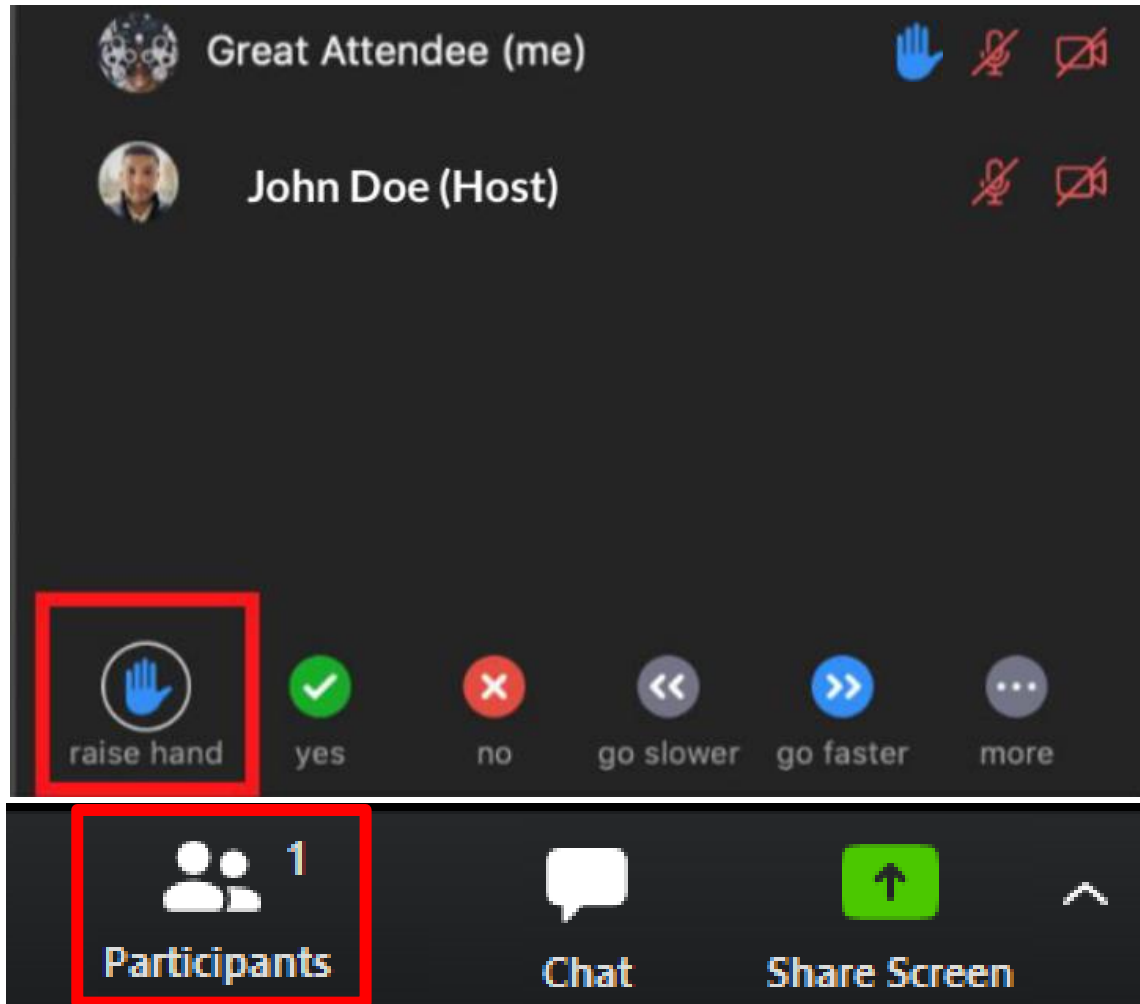 Great Attendee (me)
John Doe (Host)
raise hand yes no go slower go faster more
1
Participants Chat Share Screen